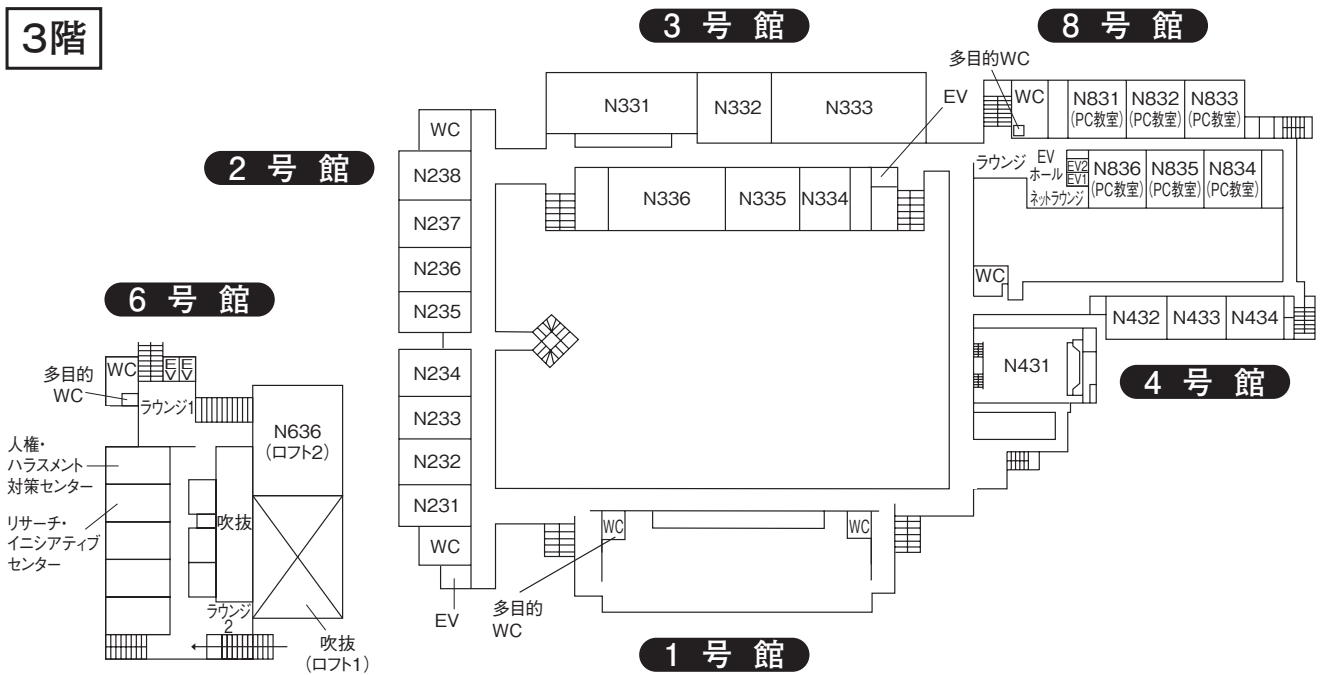 3階
3 号 館
8 号 館
多目的WC
EV
WC
N831
(PC教室)
N832
(PC教室)
N833
(PC教室)
N331
N332
N333
WC
2 号 館
N238
N237
N236
N235
N234
N233
N232
N231
WC
EV
N336
N335
N334
ラウンジ
EV
ホール
EV2
EV1
ネットラウンジ
N836
(PC教室)
N835
(PC教室)
N834
(PC教室)
WC
N432
N433
N434
N431
4 号 館
6 号 館
WC
EV
EV
多目的
WC
ラウンジ1
N636
(ロフト2)
人権・
ハラスメント
対策センター
リサーチ・
イニシアティブ
センター
吹抜
ラウンジ
2
吹抜
(ロフト1)
WC
WC
多目的
WC
1 号 館